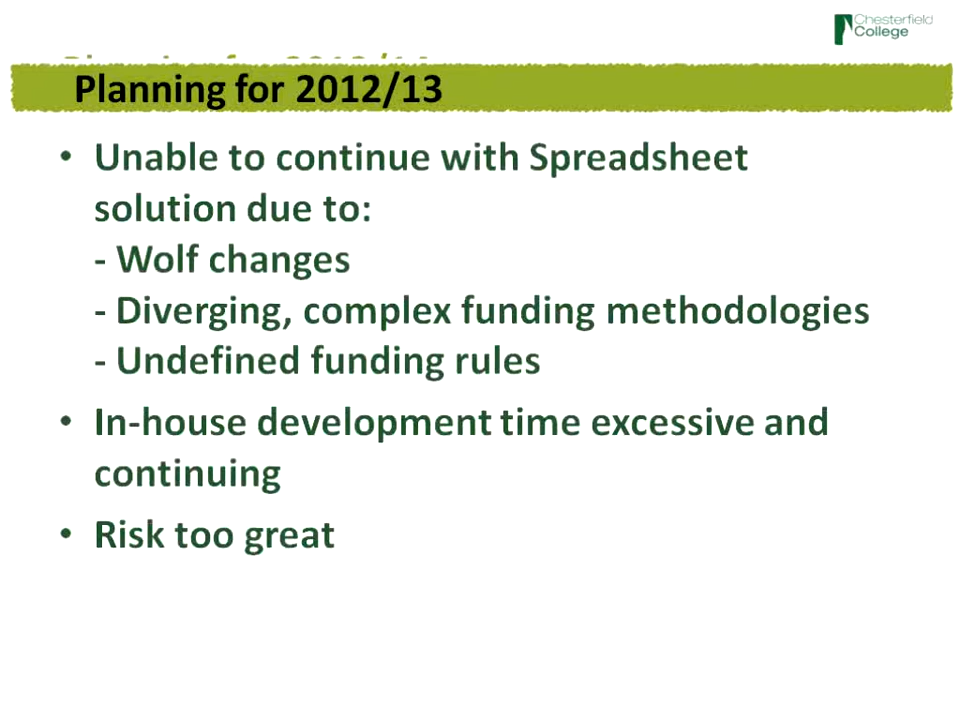 Chesterfield
College
Planning for 2012/13
• Unable to continue with Spreadsheet
solution due to:
- Wolf changes
- Diverging, complex funding methodologies
- Undefined funding rules
• In-house development time excessive and
continuing
• Risk too great